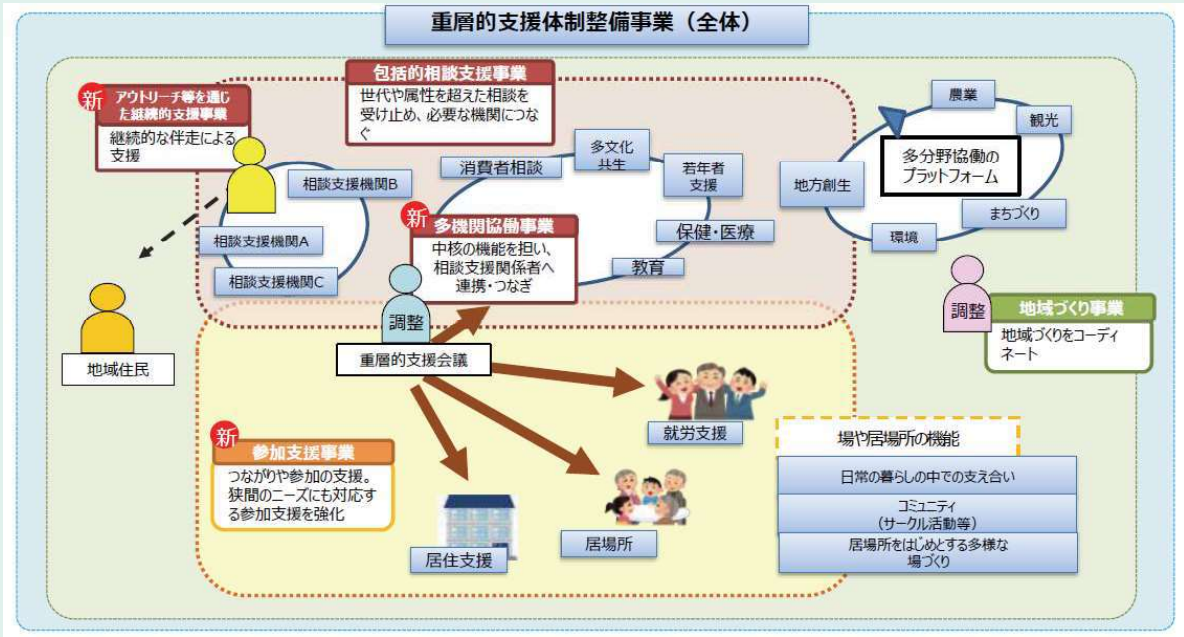 重層的支援体制整備事業（全体）
新
アウトリーチ等を通じ
た継続的支援事業
継続的な伴走による
支援
包括的相談支援事業
世代や属性を超えた相談を
受け止め、必要な機関につな
ぐ
相談支援機関B
相談支援機関A
相談支援機関C
消費者相談
多文化
共生
若年者
支援
保健・医療
教育
新
多機関協働事業
中核の機能を担い、
相談支援関係者へ
連携・つなぎ
調整
重層的支援会議
農業
観光
多分野協働の
プラットフォーム
地方創生
まちづくり
環境
調整
地域づくり事業
地域づくりをコーディ
ネート
地域住民
新
参加支援事業
つながりや参加の支援。
狭間のニーズにも対応す
る参加支援を強化
就労支援
居場所
居住支援
場や居場所の機能
日常の暮らしの中での支え合い
コミュニティ
（サークル活動等）
居場所をはじめとする多様な
場づくり